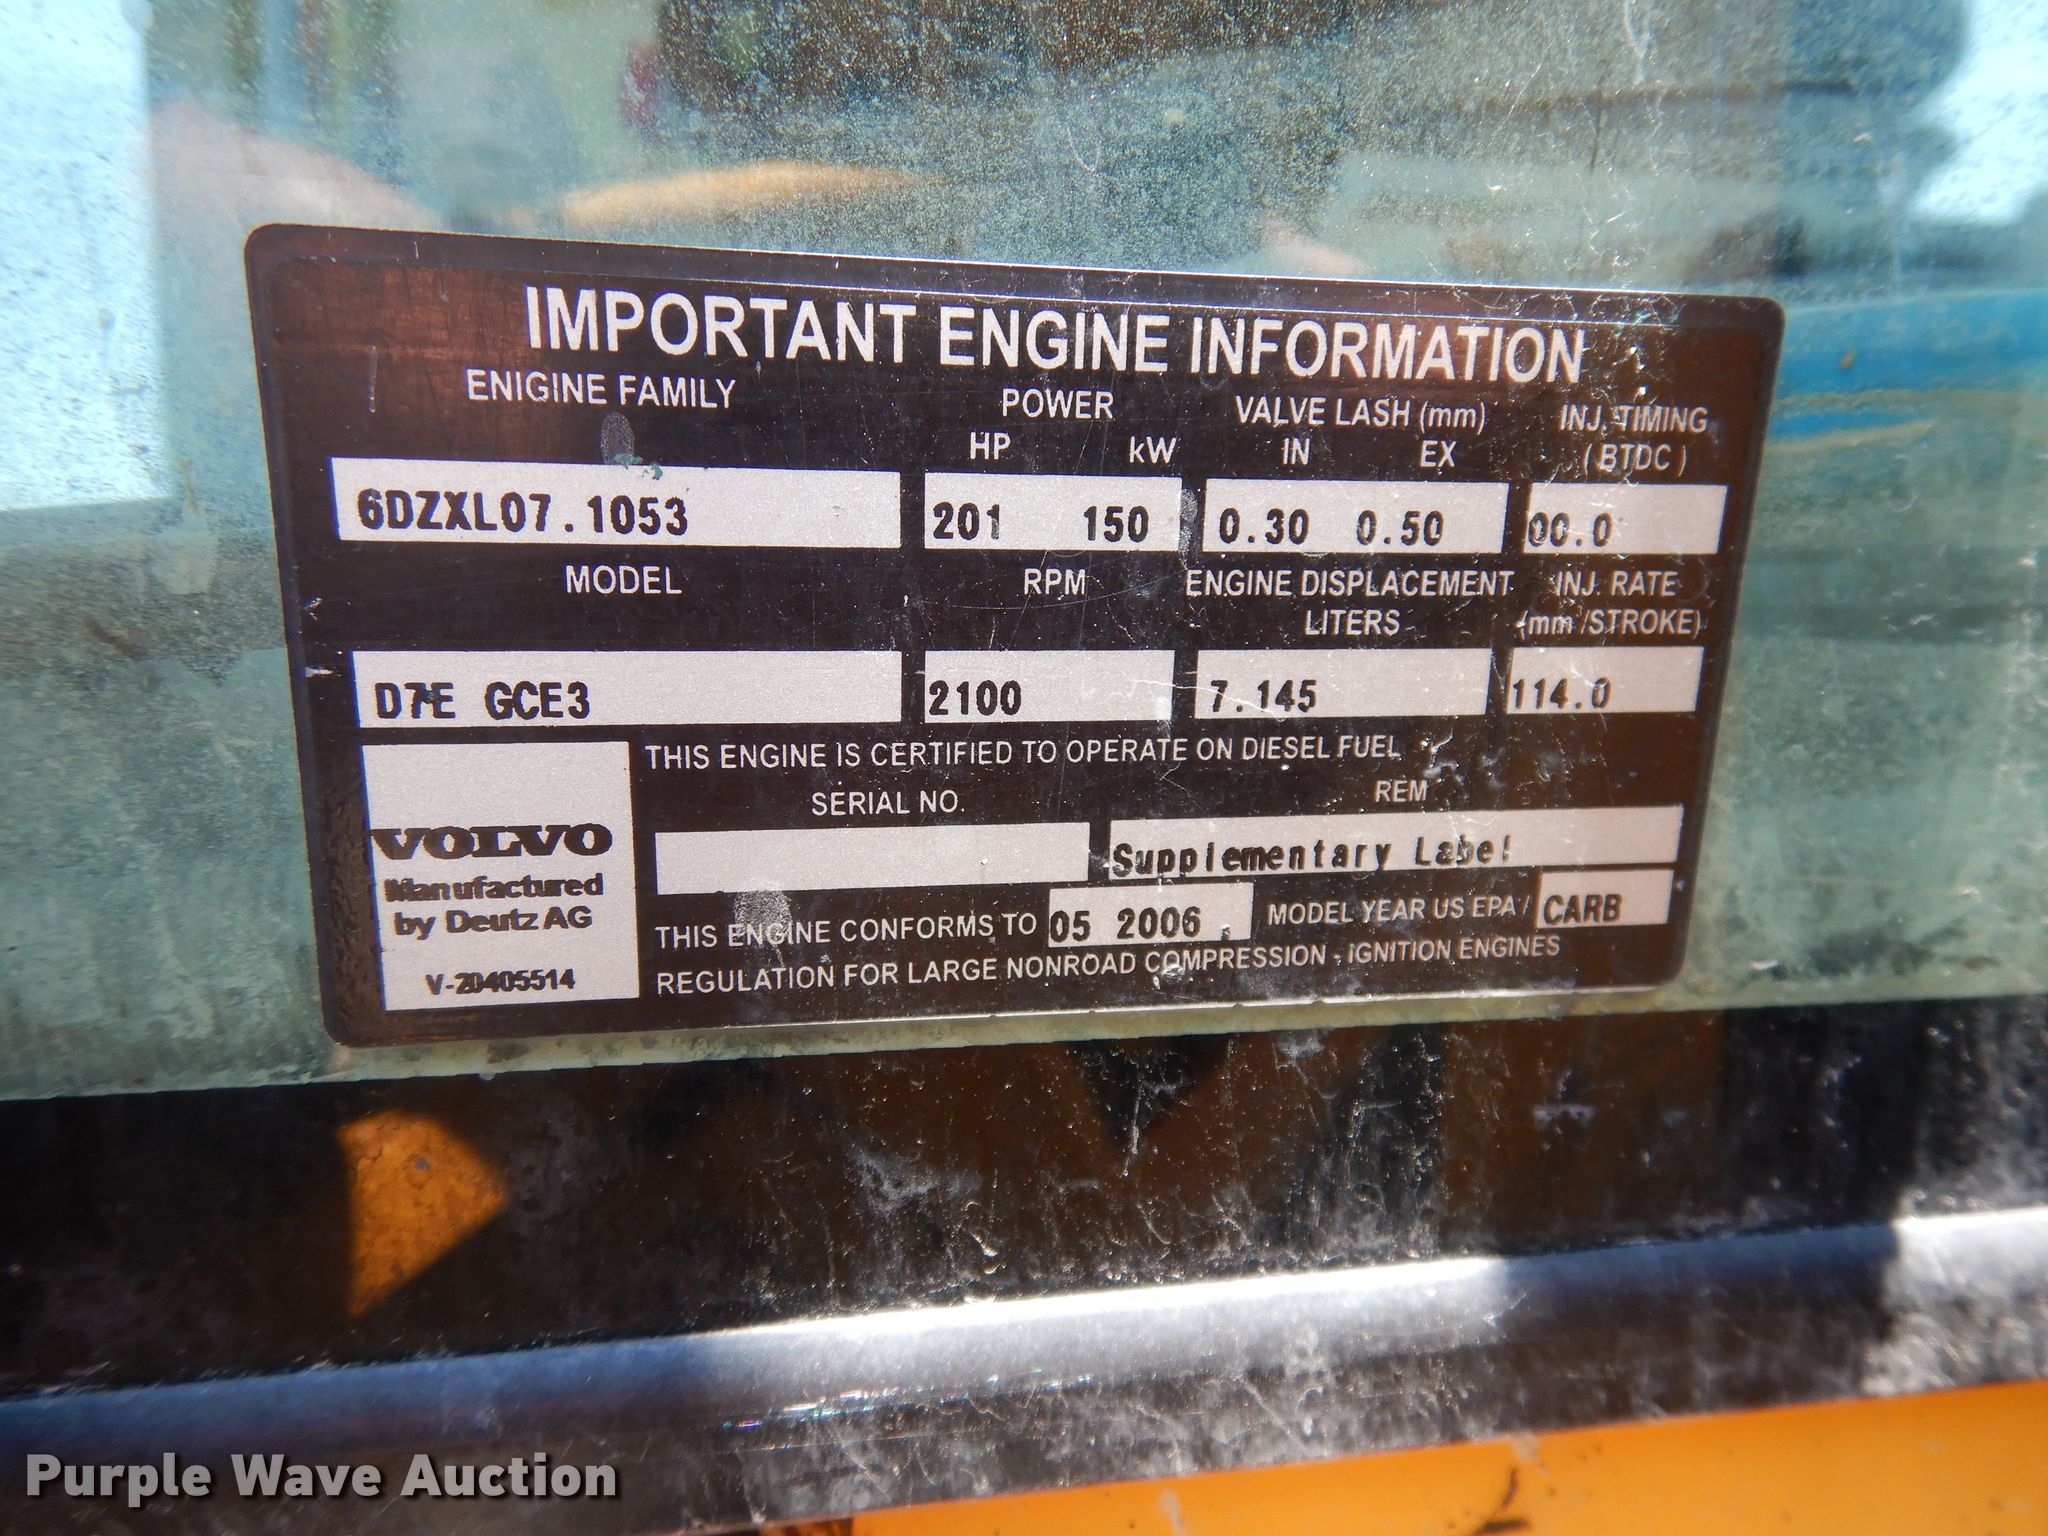 IMPORTANT ENGINE INFORMATION
ENIGINE FAMILY POWER VALVE LASH (mm) INJ. TIMING
HP kW IN EX (BTDC)
6DZXL07.1053 201 150 0.30 0.50 00.0
MODEL RPM ENGINE DISPLACEMENT INJ. RATE
LITERS (mm /STROKE)
D7E GCE3 2100 7.145 114.0
THIS ENGINE IS CERTIFIED TO OPERATE ON DIESEL FUEL
SERIAL NO. REM
Supplementary Label
VOLVO
Manufactured
by Deutz AG
V-20405514
THIS ENGINE CONFORMS TO 05 2006 MODEL YEAR US EPA / CARB
REGULATION FOR LARGE NONROAD COMPRESSION - IGNITION ENGINES
Purple Wave Auction